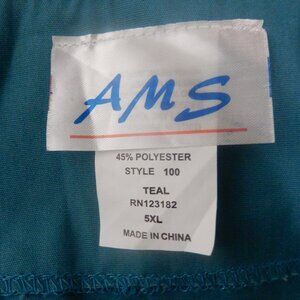 AMS
45% POLYESTER
STYLE 100
TEAL
RN123182
5XL
MADE IN CHINA